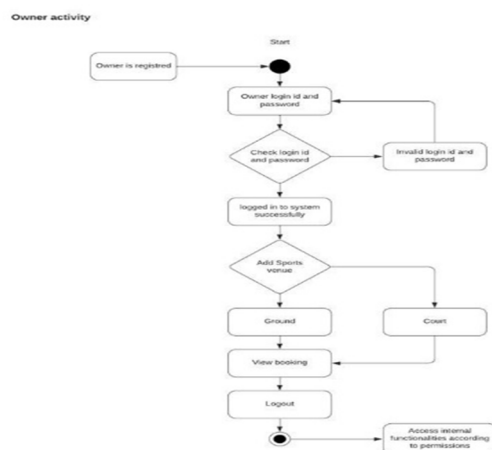 Owner activity
Start
Owner is registred
Owner login id and
password
Check login id
and password
Invalid login id and
password
logged in to system
successfully
Add Sports
venue
Ground
Court
View booking
Logout
Access internal
functionalities according
to permissions